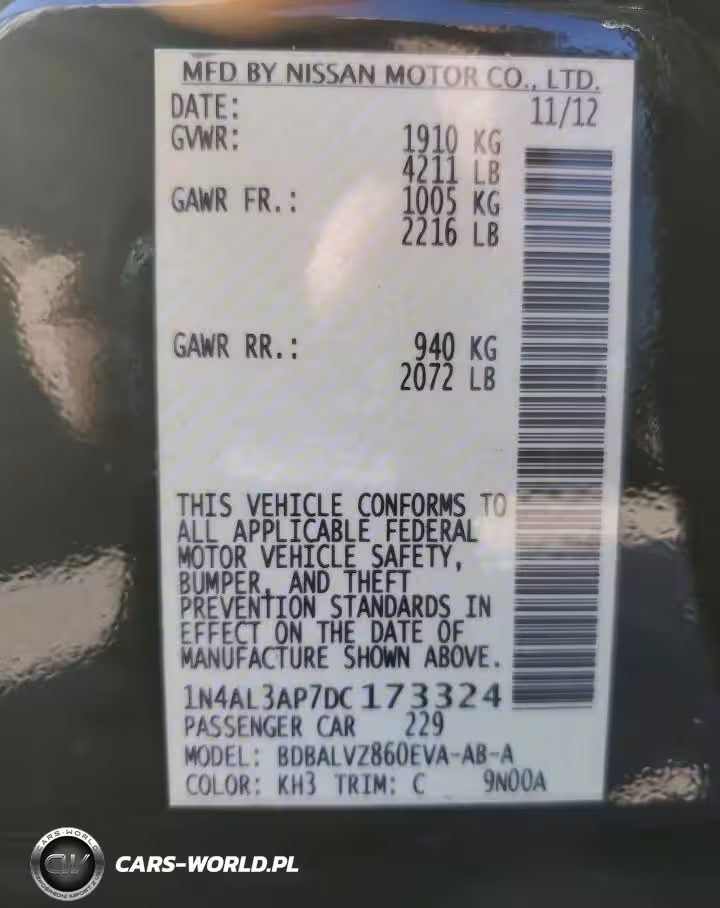 MFD BY NISSAN MOTOR CO., LTD.
DATE: 11/12
GVWR: 1910 KG
4211 LB
GAWR FR.: 1005 KG
2216 LB
GAWR RR.: 940 KG
2072 LB
THIS VEHICLE CONFORMS TO
ALL APPLICABLE FEDERAL
MOTOR VEHICLE SAFETY,
BUMPER, AND THEFT
PREVENTION STANDARDS IN
EFFECT ON THE DATE OF
MANUFACTURE SHOWN ABOVE.
1N4AL3AP7DC173324
PASSENGER CAR 229
MODEL: BDBALVZ860EVA-AB-A
COLOR: KH3 TRIM: C 9N00A
CARS-WORLD
CW
CARS-WORLD.PL